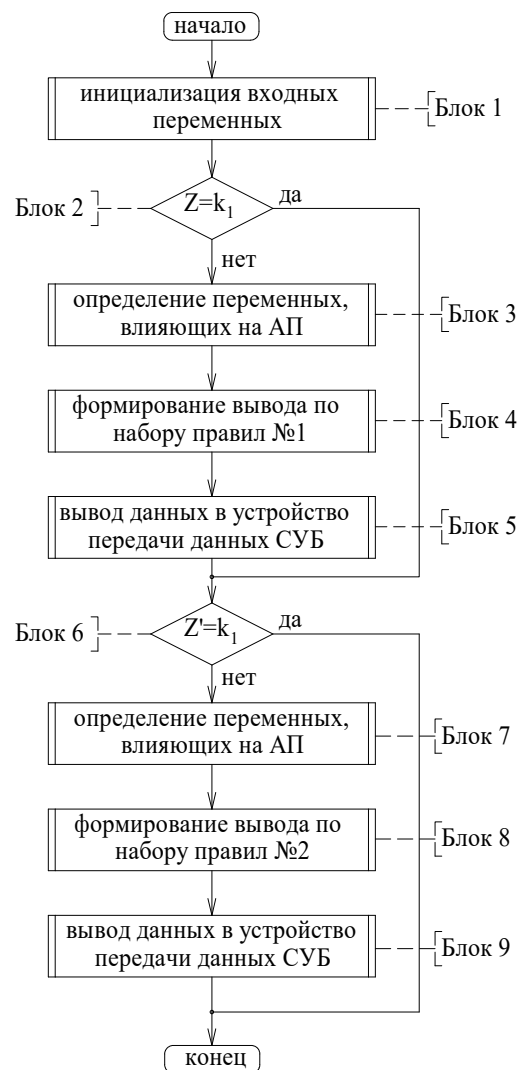 начало
инициализация входных
переменных
Блок 1
Блок 2
Z=k₁
да
нет
определение переменных,
влияющих на АП
Блок 3
формирование вывода по
набору правил №1
Блок 4
вывод данных в устройство
передачи данных СУБ
Блок 5
Блок 6
Z'=k₁
да
нет
определение переменных,
влияющих на АП
Блок 7
формирование вывода по
набору правил №2
Блок 8
вывод данных в устройство
передачи данных СУБ
Блок 9
конец